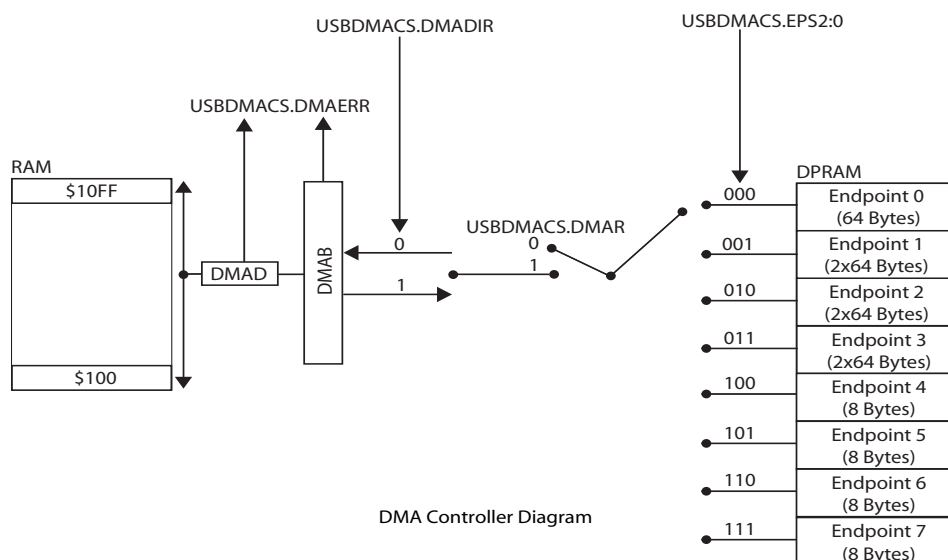 USBDMACS.DMADIR
USBDMACS.EPS2:0
USBDMACS.DMAERR
RAM
$10FF
DMAD
DMAB
0
1
USBDMACS.DMAR
0
1
$100
DPRAM
000
Endpoint 0
(64 Bytes)
001
Endpoint 1
(2x64 Bytes)
010
Endpoint 2
(2x64 Bytes)
011
Endpoint 3
(2x64 Bytes)
100
Endpoint 4
(8 Bytes)
101
Endpoint 5
(8 Bytes)
110
Endpoint 6
(8 Bytes)
111
Endpoint 7
(8 Bytes)
DMA Controller Diagram